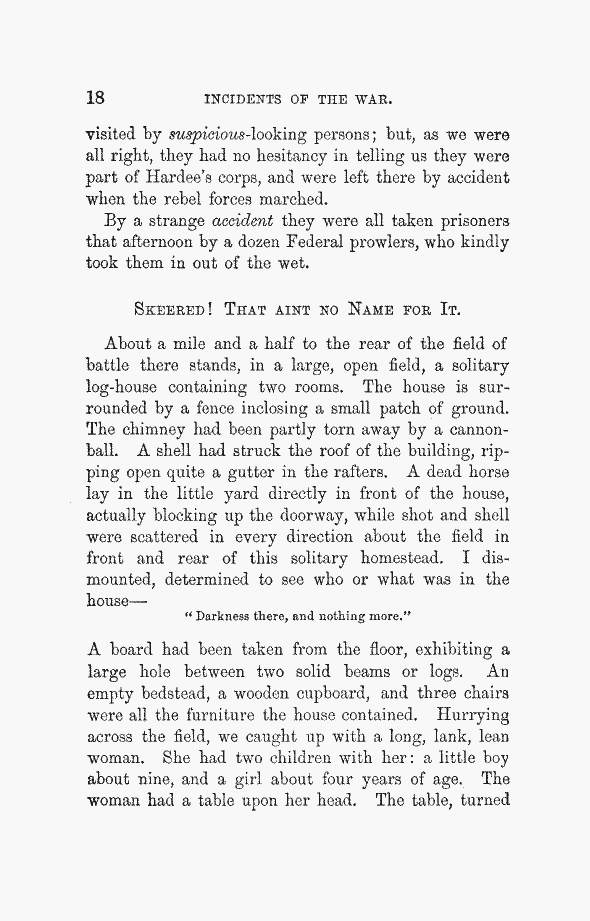 18 INCIDENTS OF THE WAR.
visited by suspicious-looking persons; but, as we were
all right, they had no hesitancy in telling us they were
part of Hardee's corps, and were left there by accident
when the rebel forces marched.
By a strange accident they were all taken prisoners
that afternoon by a dozen Federal prowlers, who kindly
took them in out of the wet.
SKEERED! THAT AINT NO NAME FOR IT.
About a mile and a half to the rear of the field of
battle there stands, in a large, open field, a solitary
log-house containing two rooms. The house is sur-
rounded by a fence inclosing a small patch of ground.
The chimney had been partly torn away by a cannon-
ball. A shell had struck the roof of the building, rip-
ping open quite a gutter in the rafters. A dead horse
lay in the little yard directly in front of the house,
actually blocking up the doorway, while shot and shell
were scattered in every direction about the field in
front and rear of this solitary homestead. I dis-
mounted, determined to see who or what was in the
house—
"Darkness there, and nothing more."
A board had been taken from the floor, exhibiting a
large hole between two solid beams or logs. An
empty bedstead, a wooden cupboard, and three chairs
were all the furniture the house contained. Hurrying
across the field, we caught up with a long, lank, lean
woman. She had two children with her: a little boy
about nine, and a girl about four years of age. The
woman had a table upon her head. The table, turned